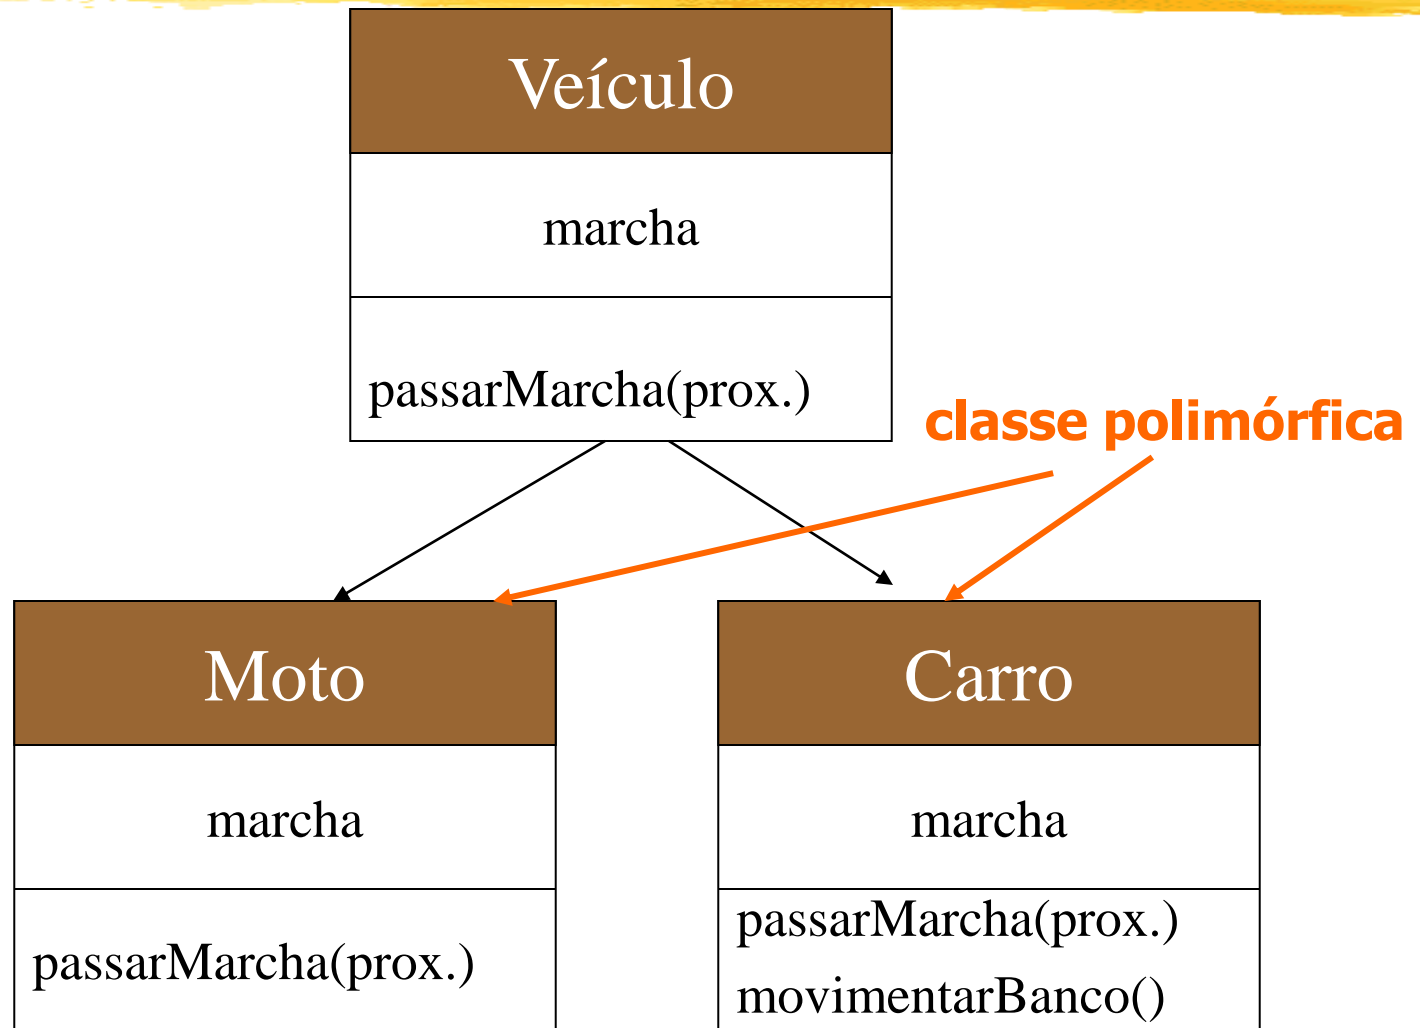 Veículo
marcha
passarMarcha(prox.)
classe polimórfica
Moto
marcha
passarMarcha(prox.)
Carro
marcha
passarMarcha(prox.)
movimentarBanco()